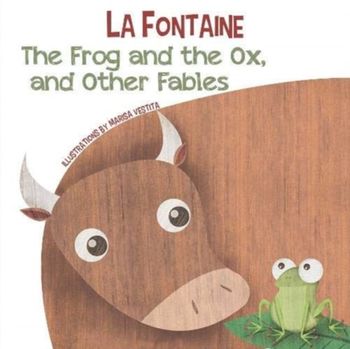 La Fontaine
The Frog and the Ox,
and Other Fables
Illustrations by Marisa Vestita